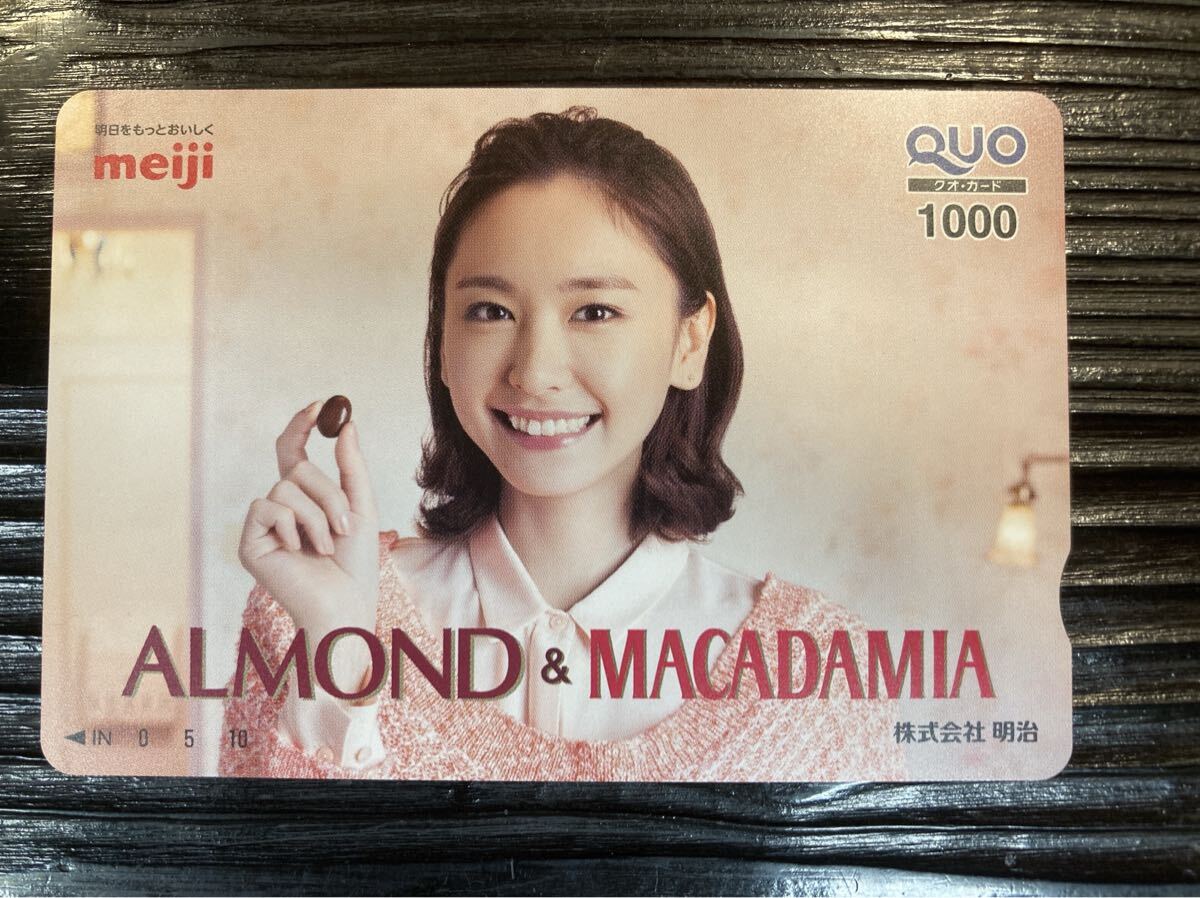 明日をもっとおいしく
meiji
QUO
クオ・カード
1000
ALMOND & MACADAMIA
株式会社 明治
◀IN 0 5 10